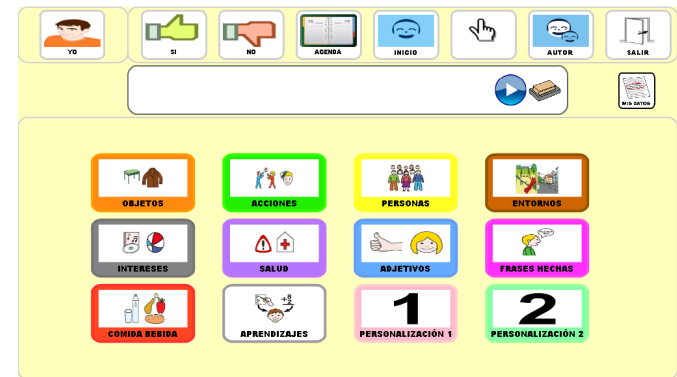 YO
SI
NO
AGENDA
INICIO
AUTOR
SALIR
MIS DATOS
OBJETOS
ACCIONES
PERSONAS
ENTORNOS
INTERESES
SALUD
ADJETIVOS
FRASES HECHAS
COMIDA BEBIDA
APRENDIZAJES
1
PERSONALIZACIÓN 1
2
PERSONALIZACIÓN 2